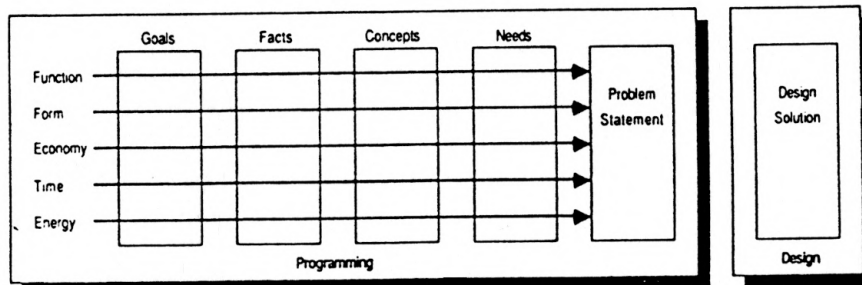 Goals Facts Concepts Needs
Function
Form
Economy
Time
Energy
Problem
Statement
Programming
Design
Solution
Design